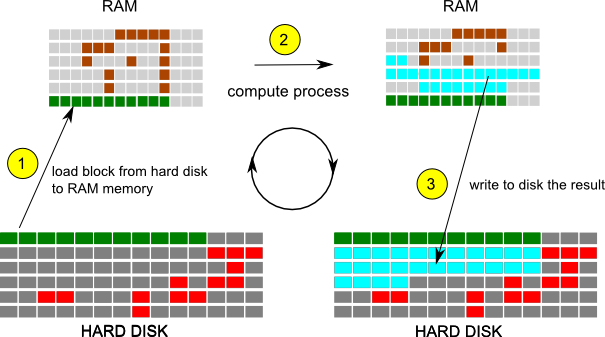 RAM
RAM
2
compute process
1
load block from hard disk
to RAM memory
3
write to disk the result
HARD DISK
HARD DISK